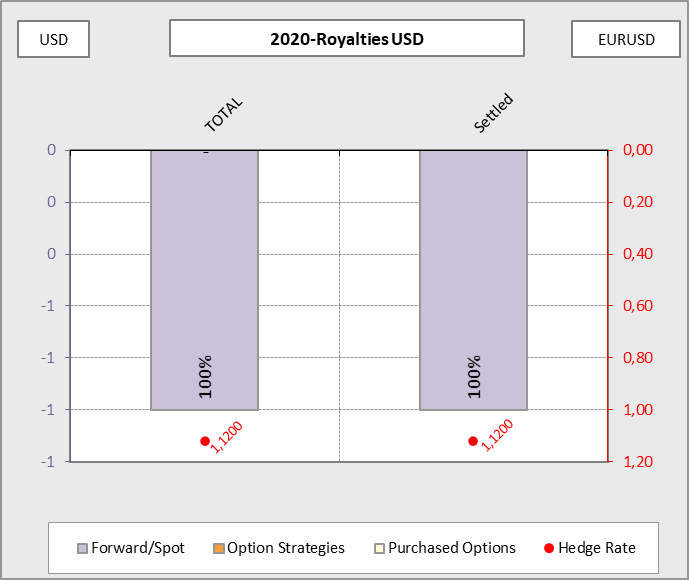 USD
2020-Royalties USD
EURUSD
TOTAL
Settled
0
0
0
-1
-1
-1
-1
0,00
0,20
0,40
0,60
0,80
1,00
1,20
-
100%
100%
1,1200
1,1200
Forward/Spot
Option Strategies
Purchased Options
Hedge Rate